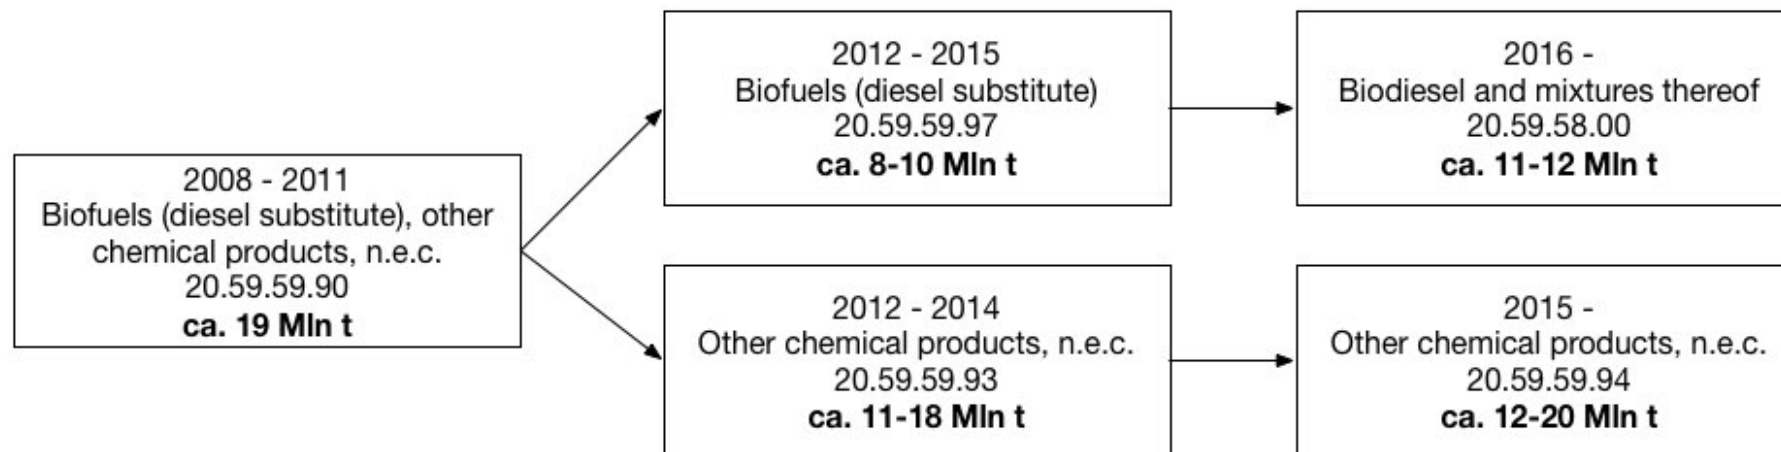 2008 - 2011
Biofuels (diesel substitute), other
chemical products, n.e.c.
20.59.59.90
ca. 19 Mln t
2012 - 2015
Biofuels (diesel substitute)
20.59.59.97
ca. 8-10 Mln t
2016 -
Biodiesel and mixtures thereof
20.59.58.00
ca. 11-12 Mln t
2012 - 2014
Other chemical products, n.e.c.
20.59.59.93
ca. 11-18 Mln t
2015 -
Other chemical products, n.e.c.
20.59.59.94
ca. 12-20 Mln t